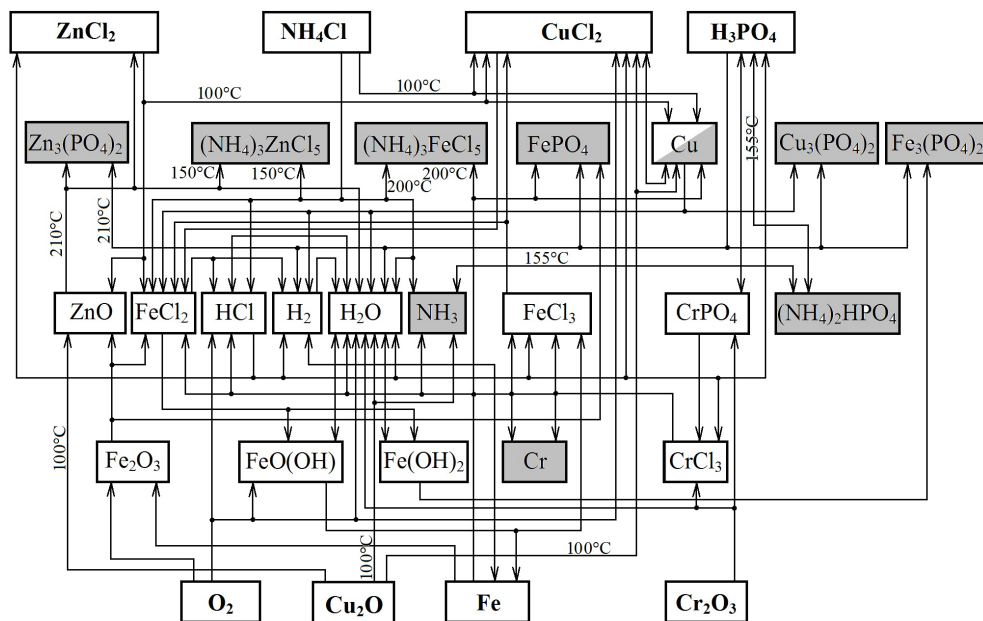 ZnCl₂ NH₄Cl CuCl₂ H₃PO₄
100°C 100°C
155°C
Zn₃(PO₄)₂ (NH₄)₃ZnCl₅ (NH₄)₃FeCl₅ FePO₄ Cu Cu₃(PO₄)₂ Fe₃(PO₄)₂
150°C 150°C 200°C 200°C
210°C 210°C
155°C
ZnO FeCl₂ HCl H₂ H₂O NH₃ FeCl₃ CrPO₄ (NH₄)₂HPO₄
100°C
Fe₂O₃ FeO(OH) Fe(OH)₂ Cr CrCl₃
100°C 100°C
O₂ Cu₂O Fe Cr₂O₃